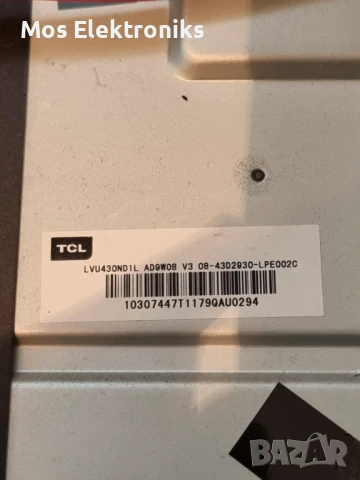 Mos Elektroniks
TCL
LVU430ND1L AD9W08 V3 08-43D2930-LPE002C
10307447T1179QAU0294
BAZAR